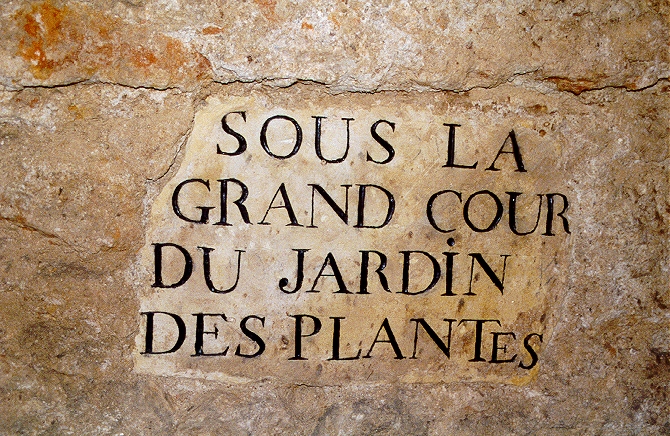 SOUS LA
GRAND COUR
DU JARDiN
DES PLANTES